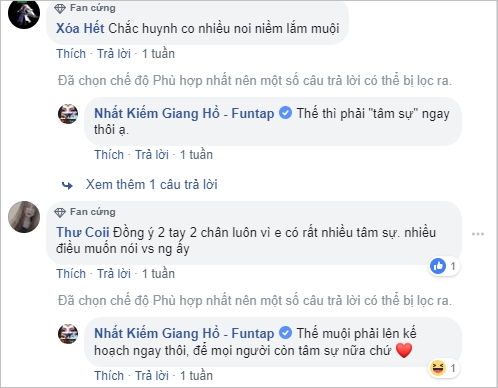 Fan cứng
Xóa Hết Chắc huynh co nhiều noi niềm lắm muội
Thích · Trả lời · 1 tuần
Đã chọn chế độ Phù hợp nhất nên một số câu trả lời có thể bị lọc ra.
Nhất Kiếm Giang Hồ - Funtap Thế thì phải "tâm sự" ngay
thôi ạ.
Thích · Trả lời · 1 tuần
Xem thêm 1 câu trả lời
Fan cứng
Thư Coii Đồng ý 2 tay 2 chân luôn vì e có rất nhiều tâm sự. nhiều
điều muốn nói vs ng ấy
1
Thích · Trả lời · 1 tuần
Đã chọn chế độ Phù hợp nhất nên một số câu trả lời có thể bị lọc ra.
Nhất Kiếm Giang Hồ - Funtap Thế muội phải lên kế
hoạch ngay thôi, để mọi người còn tâm sự nữa chứ ❤
1
Thích · Trả lời · 1 tuần